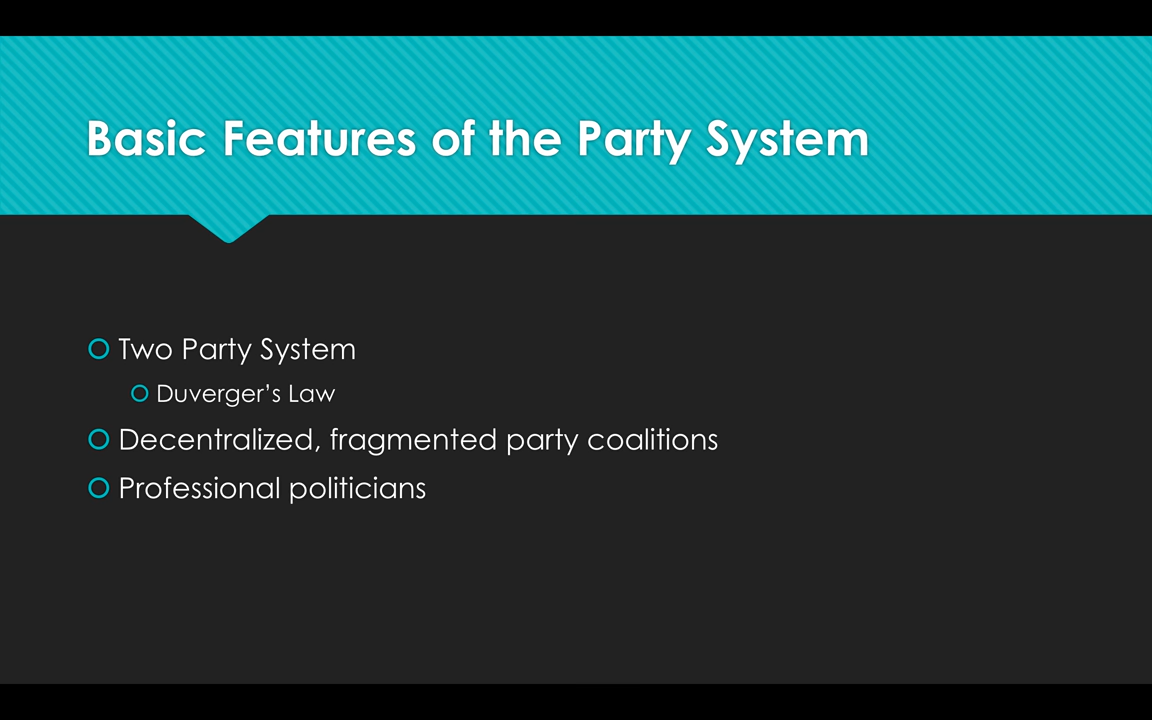 Basic Features of the Party System
Two Party System
Duverger’s Law
Decentralized, fragmented party coalitions
Professional politicians